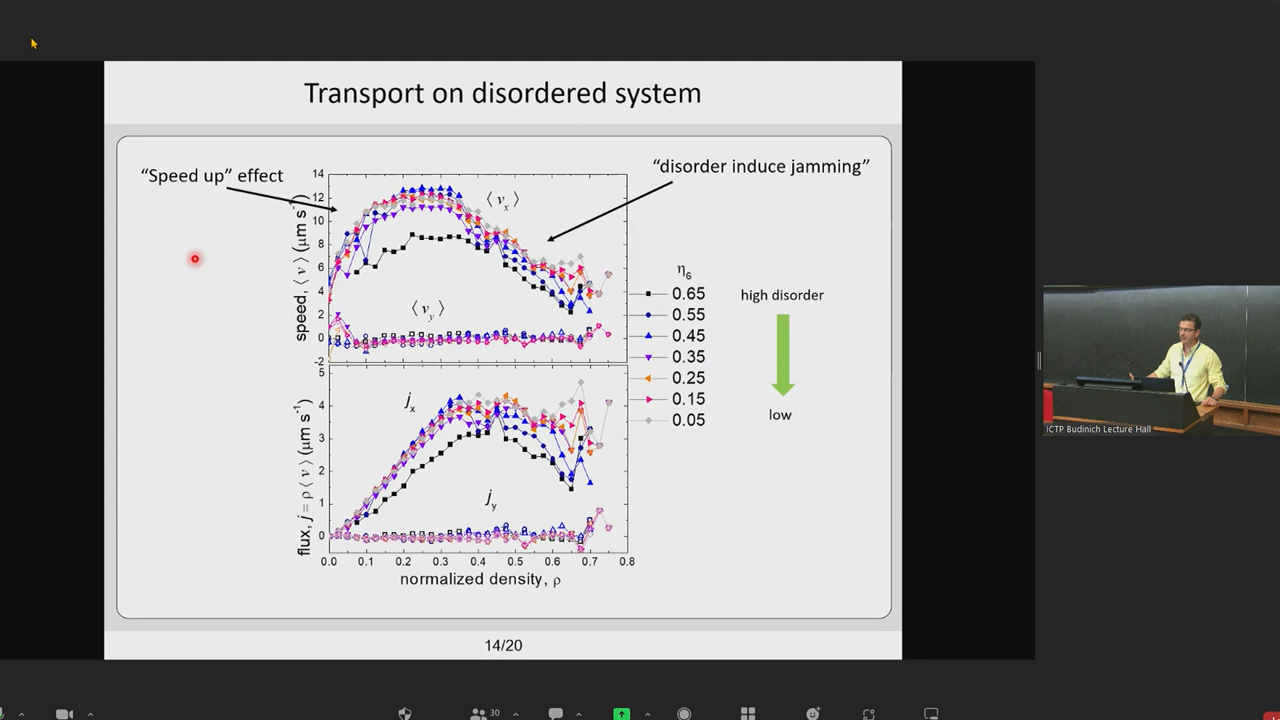 Transport on disordered system
“Speed up” effect
“disorder induce jamming”
speed, ⟨v⟩ (μm s⁻¹)
14
12
10
8
6
4
2
0
-2
⟨vₓ⟩
⟨v_y⟩
flux, j = ρ⟨v⟩ (μm s⁻¹)
5
4
3
2
1
0
jₓ
j_y
0.0 0.1 0.2 0.3 0.4 0.5 0.6 0.7 0.8
normalized density, ρ
η₆
0.65
0.55
0.45
0.35
0.25
0.15
0.05
high disorder
low
14/20
ICTP Budinich Lecture Hall
30